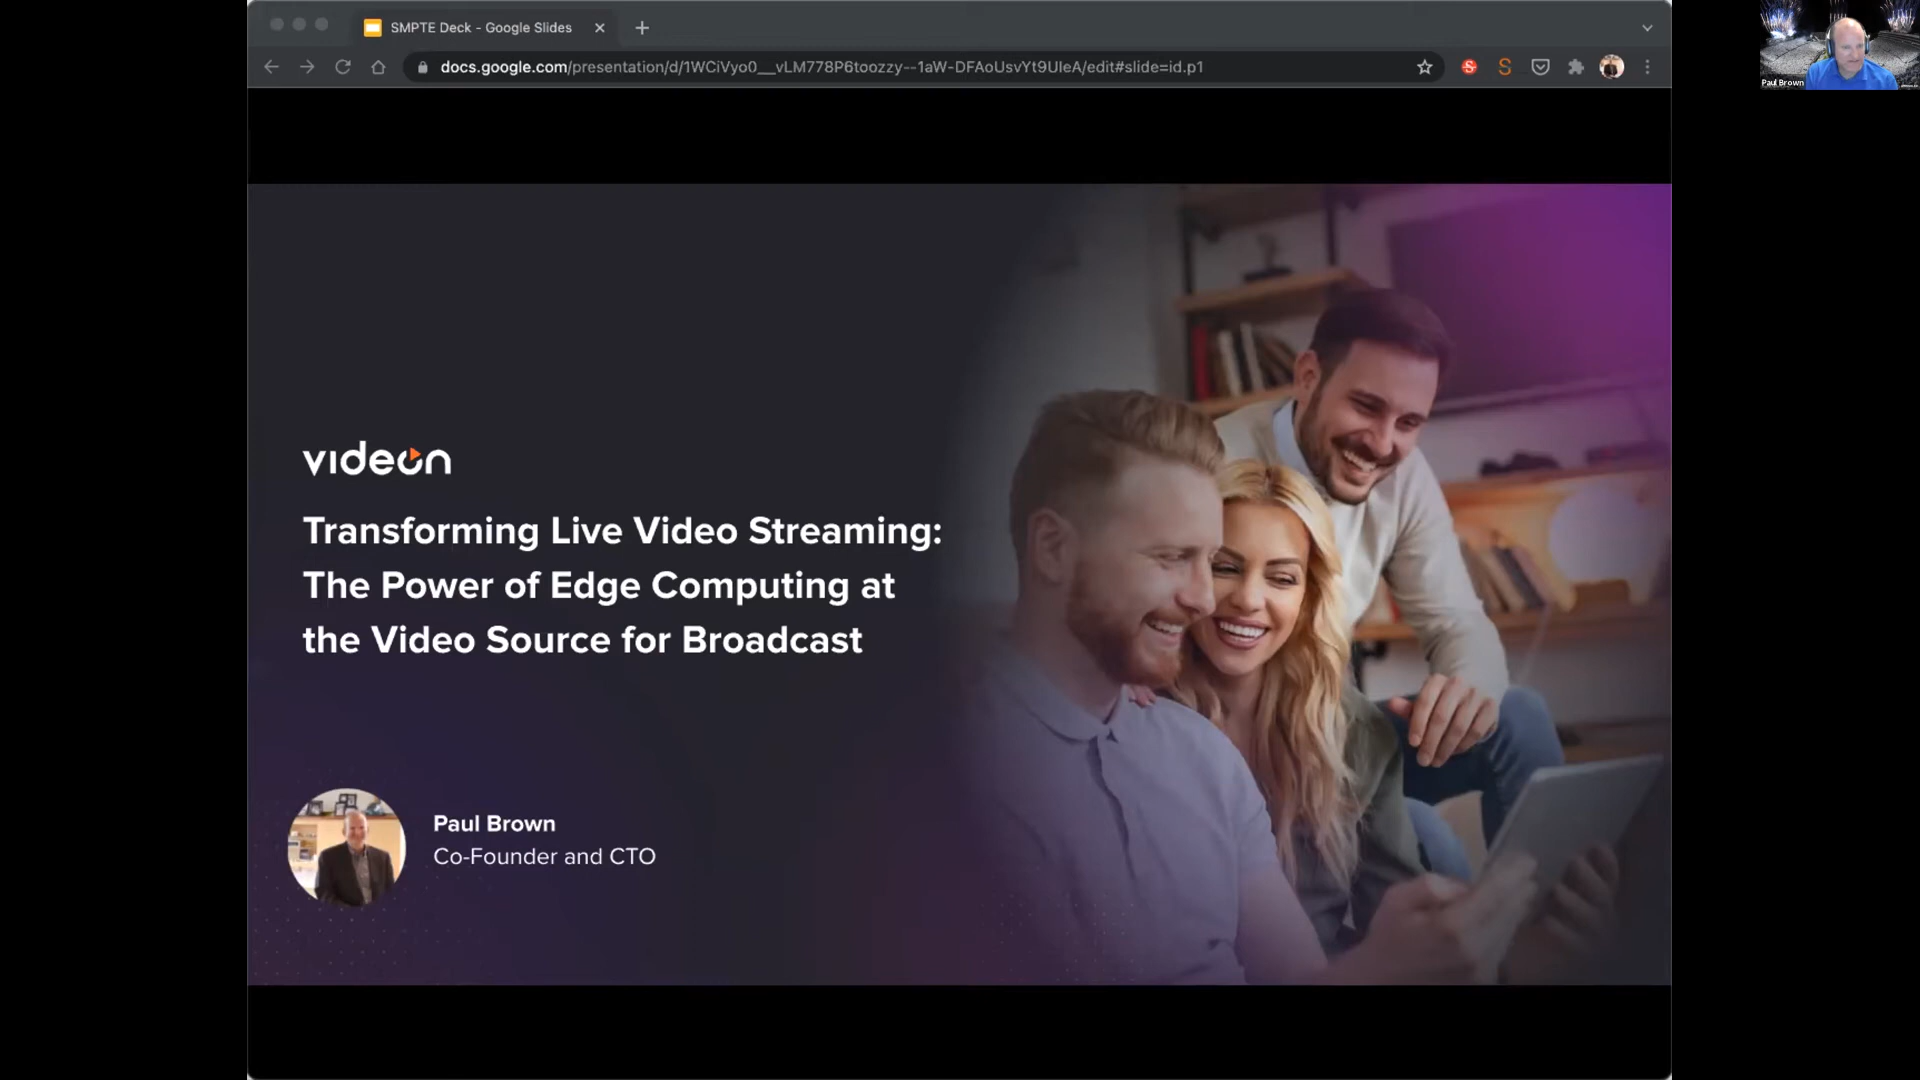 SMPTE Deck - Google Slides
docs.google.com/presentation/d/1WCiVyo0__vLM778P6toozzy--1aW-DFAoUsvYt9UIeA/edit#slide=id.p1
Paul Brown
videon
Transforming Live Video Streaming:
The Power of Edge Computing at
the Video Source for Broadcast
Paul Brown
Co-Founder and CTO